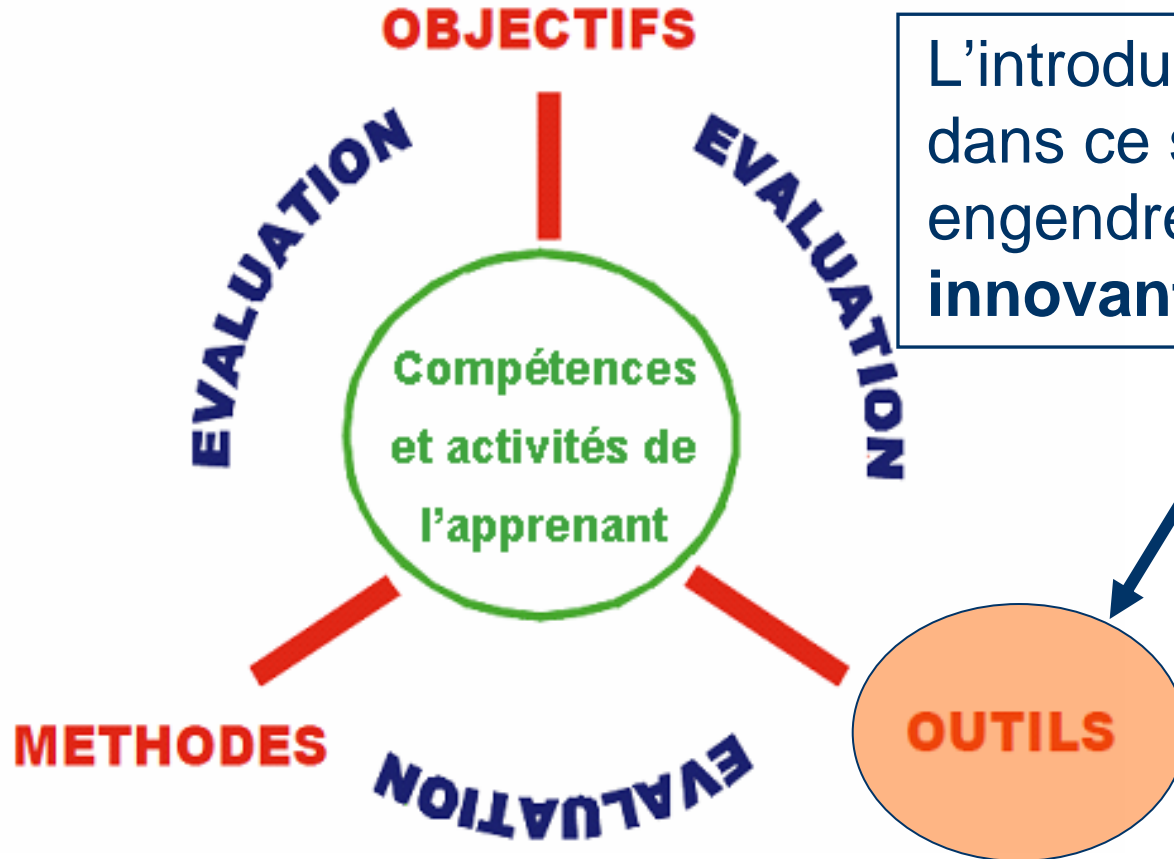 OBJECTIFS
L’introdu
dans ce s
engendre
innovant
EVALUATION
EVALUATION
Compétences
et activités de
l’apprenant
METHODES
EVALUATION
OUTILS